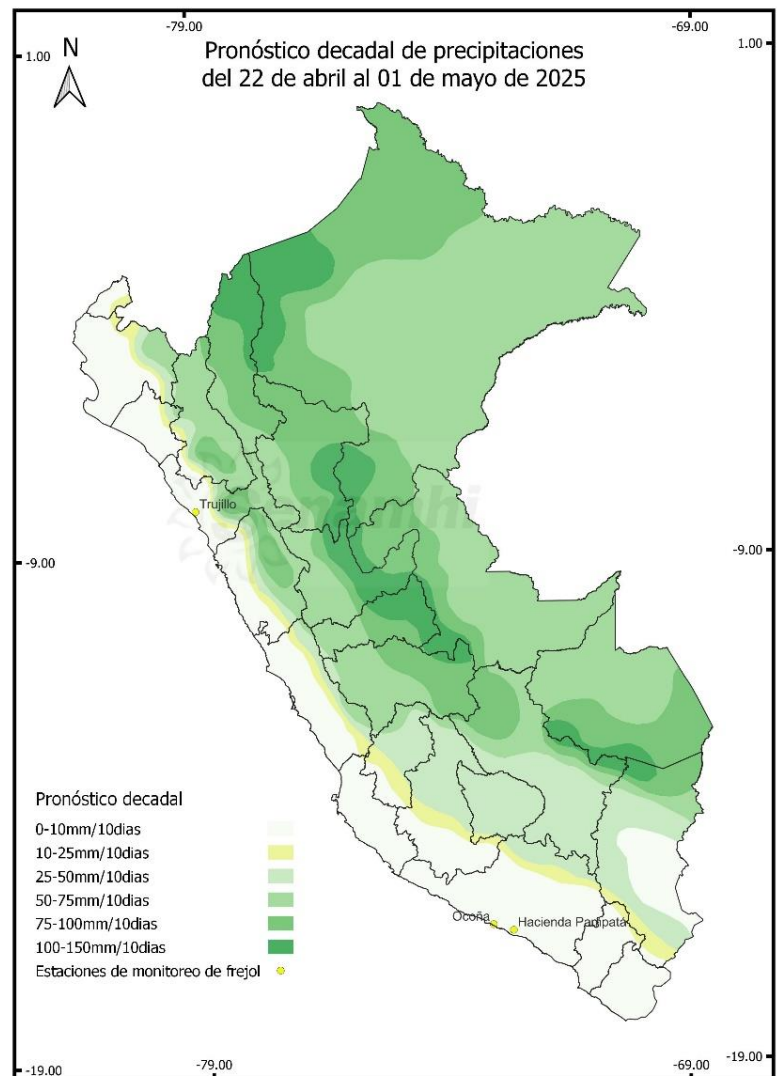 -79.00
-69.00
1.00
N
Pronóstico decadal de precipitaciones
del 22 de abril al 01 de mayo de 2025
1.00
Senamhi
Trujillo
-9.00
-9.00
Pronóstico decadal
0-10mm/10dias
10-25mm/10dias
25-50mm/10dias
50-75mm/10dias
75-100mm/10dias
100-150mm/10dias
Estaciones de monitoreo de frejol
Ocoña
Hacienda Pampata
-19.00
-79.00
-69.00
-19.00